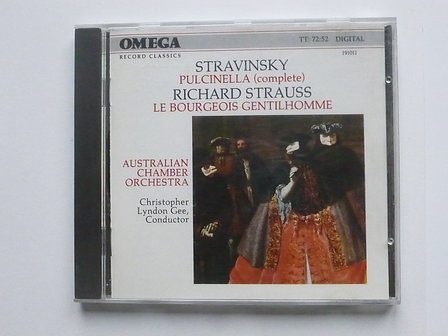 OMEGA
RECORD CLASSICS
TT: 72:52 DIGITAL
191011
STRAVINSKY
PULCINELLA (complete)
RICHARD STRAUSS
LE BOURGEOIS GENTILHOMME
AUSTRALIAN
CHAMBER
ORCHESTRA
Christopher
Lyndon Gee,
Conductor